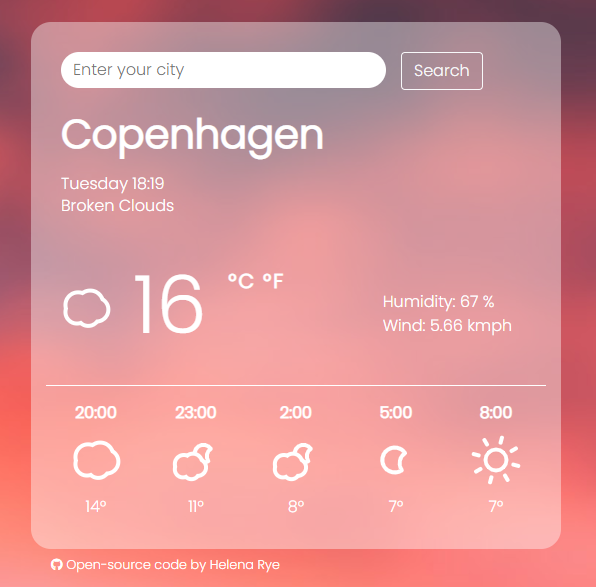 Enter your city
Search
Copenhagen
Tuesday 18:19
Broken Clouds
16 °C °F
Humidity: 67 %
Wind: 5.66 kmph
20:00 23:00 2:00 5:00 8:00
14° 11° 8° 7° 7°
Open-source code by Helena Rye